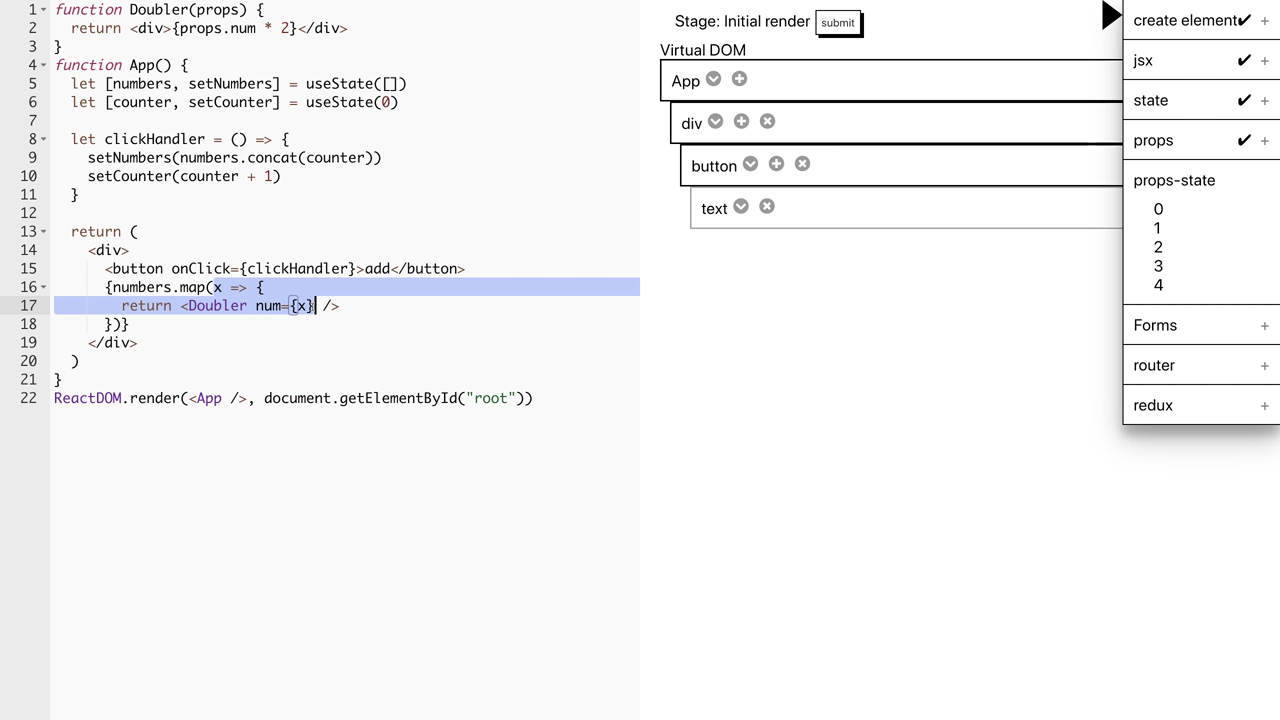 1 function Doubler(props) {
2 return <div>{props.num * 2}</div>
3 }
4 function App() {
5 let [numbers, setNumbers] = useState([])
6 let [counter, setCounter] = useState(0)
7
8 let clickHandler = () => {
9 setNumbers(numbers.concat(counter))
10 setCounter(counter + 1)
11 }
12
13 return (
14 <div>
15 <button onClick={clickHandler}>add</button>
16 {numbers.map(x => {
17 return <Doubler num={x} />
18 })}
19 </div>
20 )
21 }
22 ReactDOM.render(<App />, document.getElementById("root"))
Stage: Initial render submit
Virtual DOM
App
div
button
text
create element ✔ +
jsx ✔ +
state ✔ +
props ✔ +
props-state
0
1
2
3
4
Forms +
router +
redux +